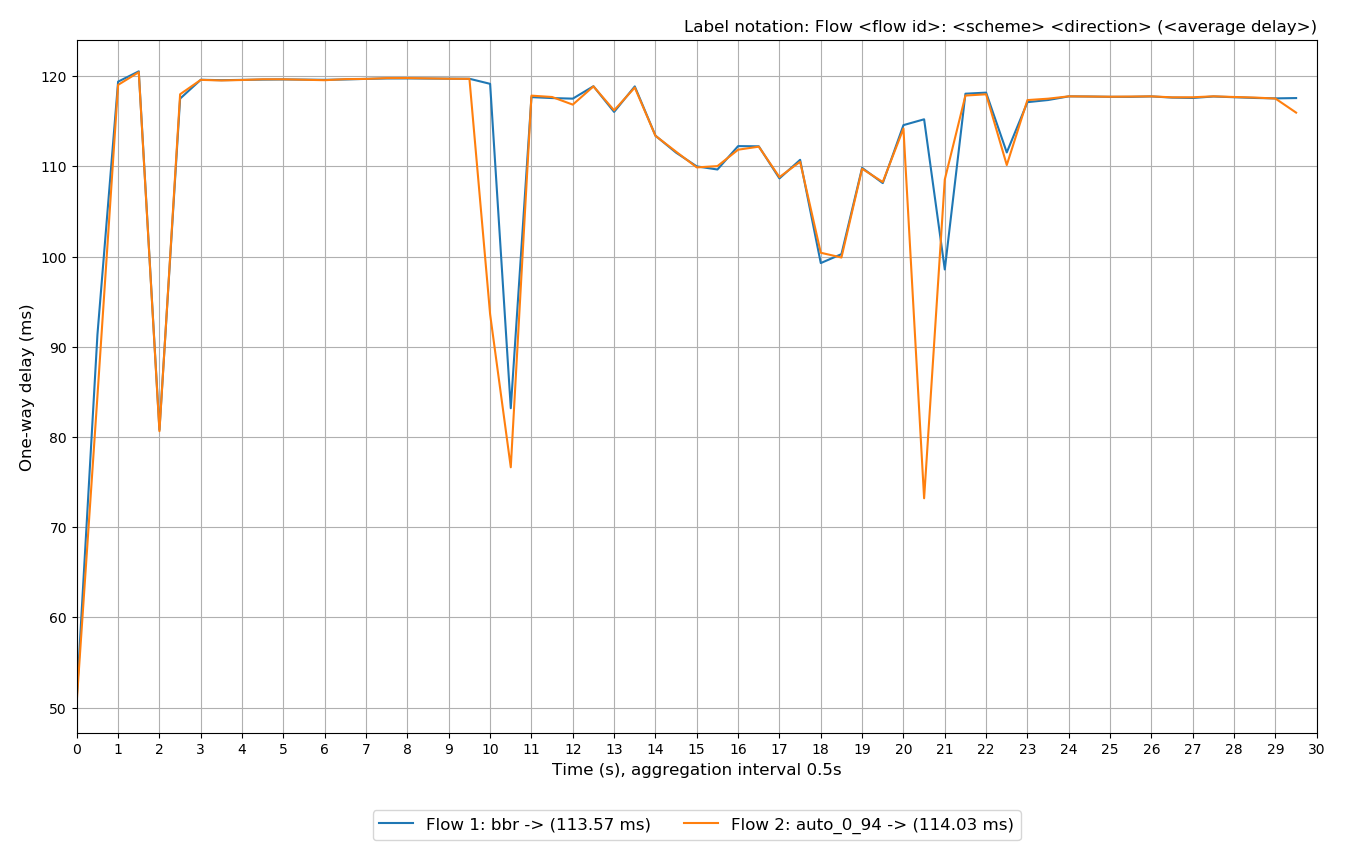 Label notation: Flow <flow id>: <scheme> <direction> (<average delay>)
120
110
100
90
80
70
60
50
One-way delay (ms)
0 1 2 3 4 5 6 7 8 9 10 11 12 13 14 15 16 17 18 19 20 21 22 23 24 25 26 27 28 29 30
Time (s), aggregation interval 0.5s
Flow 1: bbr -> (113.57 ms) Flow 2: auto_0_94 -> (114.03 ms)